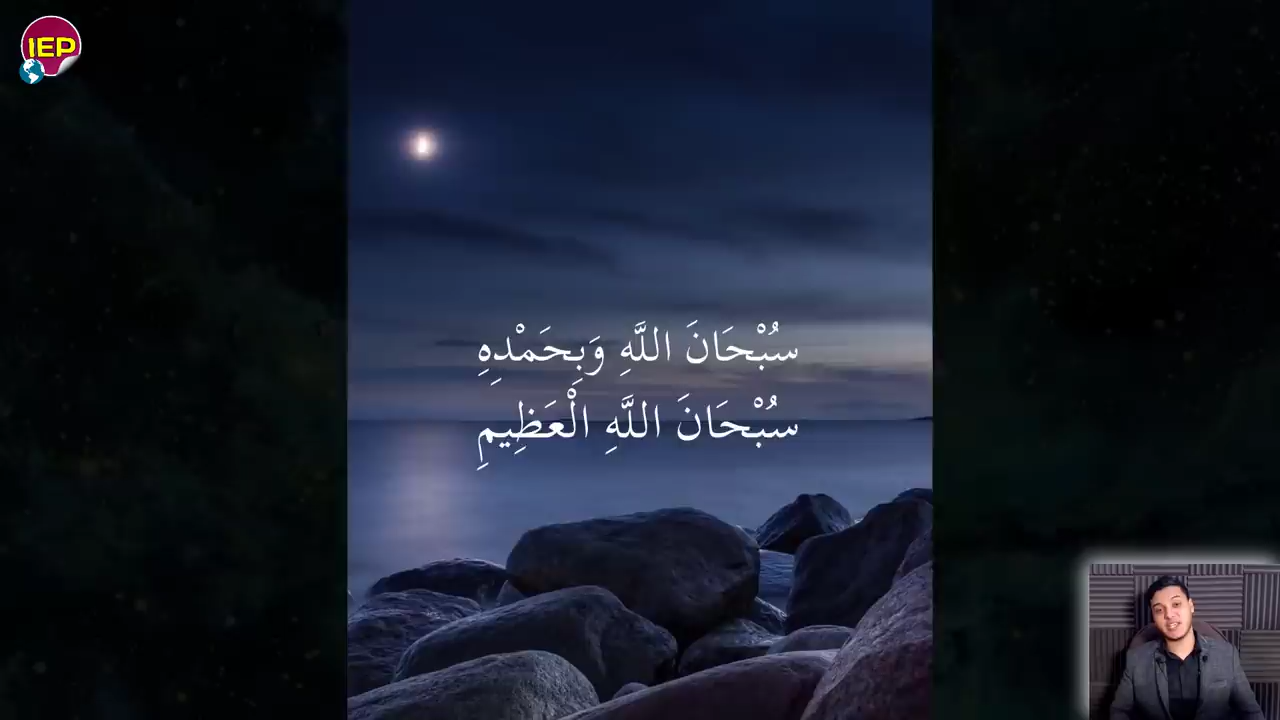 IEP
سُبْحَانَ اللَّهِ وَبِحَمْدِهِ
سُبْحَانَ اللَّهِ الْعَظِيمِ